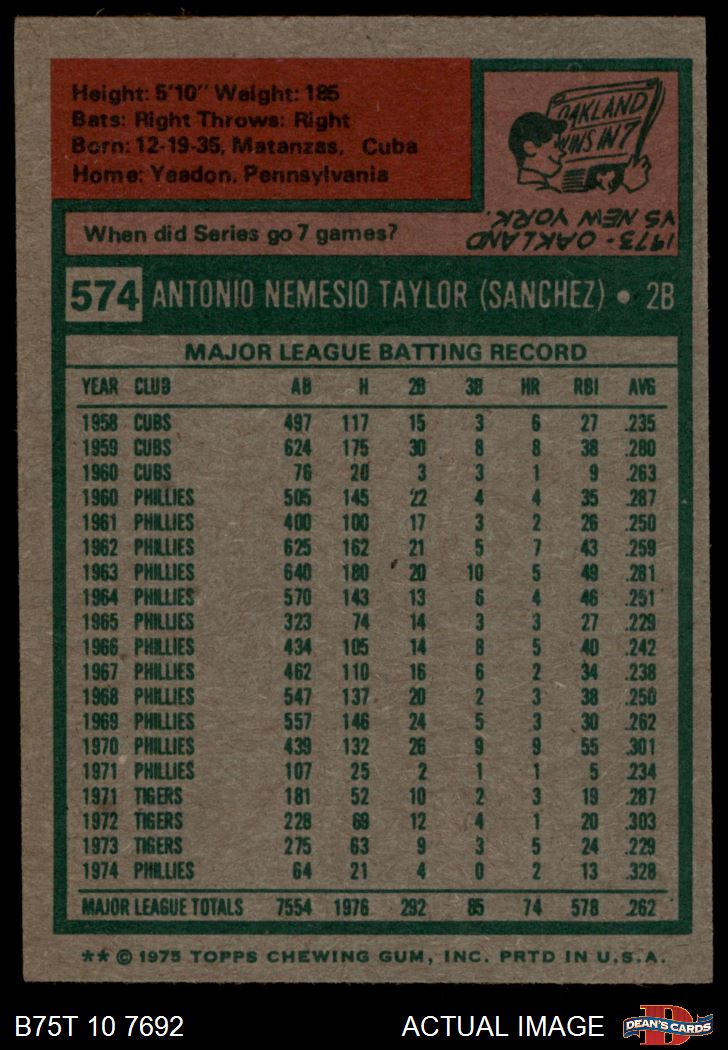 Height: 5'10" Weight: 185
Bats: Right Throws: Right
Born: 12-19-35, Matanzas, Cuba
Home: Yeadon, Pennsylvania
OAKLAND
WINS IN 7
When did Series go 7 games?
1973 - OAKLAND
VS NEW YORK.
574 ANTONIO NEMESIO TAYLOR (SANCHEZ) • 2B
MAJOR LEAGUE BATTING RECORD
YEAR CLUB AB H 2B 3B HR RBI AVG
1958 CUBS 497 117 15 3 6 27 .235
1959 CUBS 624 175 30 8 8 38 .280
1960 CUBS 76 20 3 3 1 9 .263
1960 PHILLIES 505 145 22 4 4 35 .287
1961 PHILLIES 400 100 17 3 2 26 .250
1962 PHILLIES 625 162 21 5 7 43 .259
1963 PHILLIES 640 180 20 10 5 49 .281
1964 PHILLIES 570 143 13 6 4 46 .251
1965 PHILLIES 323 74 14 3 3 27 .229
1966 PHILLIES 434 105 14 8 5 40 .242
1967 PHILLIES 462 110 16 6 2 34 .238
1968 PHILLIES 547 137 20 2 3 38 .250
1969 PHILLIES 557 146 24 5 3 30 .262
1970 PHILLIES 439 132 26 9 9 55 .301
1971 PHILLIES 107 25 2 1 1 5 .234
1971 TIGERS 181 52 10 2 3 19 .287
1972 TIGERS 228 69 12 4 1 20 .303
1973 TIGERS 275 63 9 3 5 24 .229
1974 PHILLIES 64 21 4 0 2 13 .328
MAJOR LEAGUE TOTALS 7554 1976 292 85 74 578 .262
** © 1975 TOPPS CHEWING GUM, INC. PRTD IN U.S.A.
B75T 10 7692 ACTUAL IMAGE
D
DEAN'S CARDS